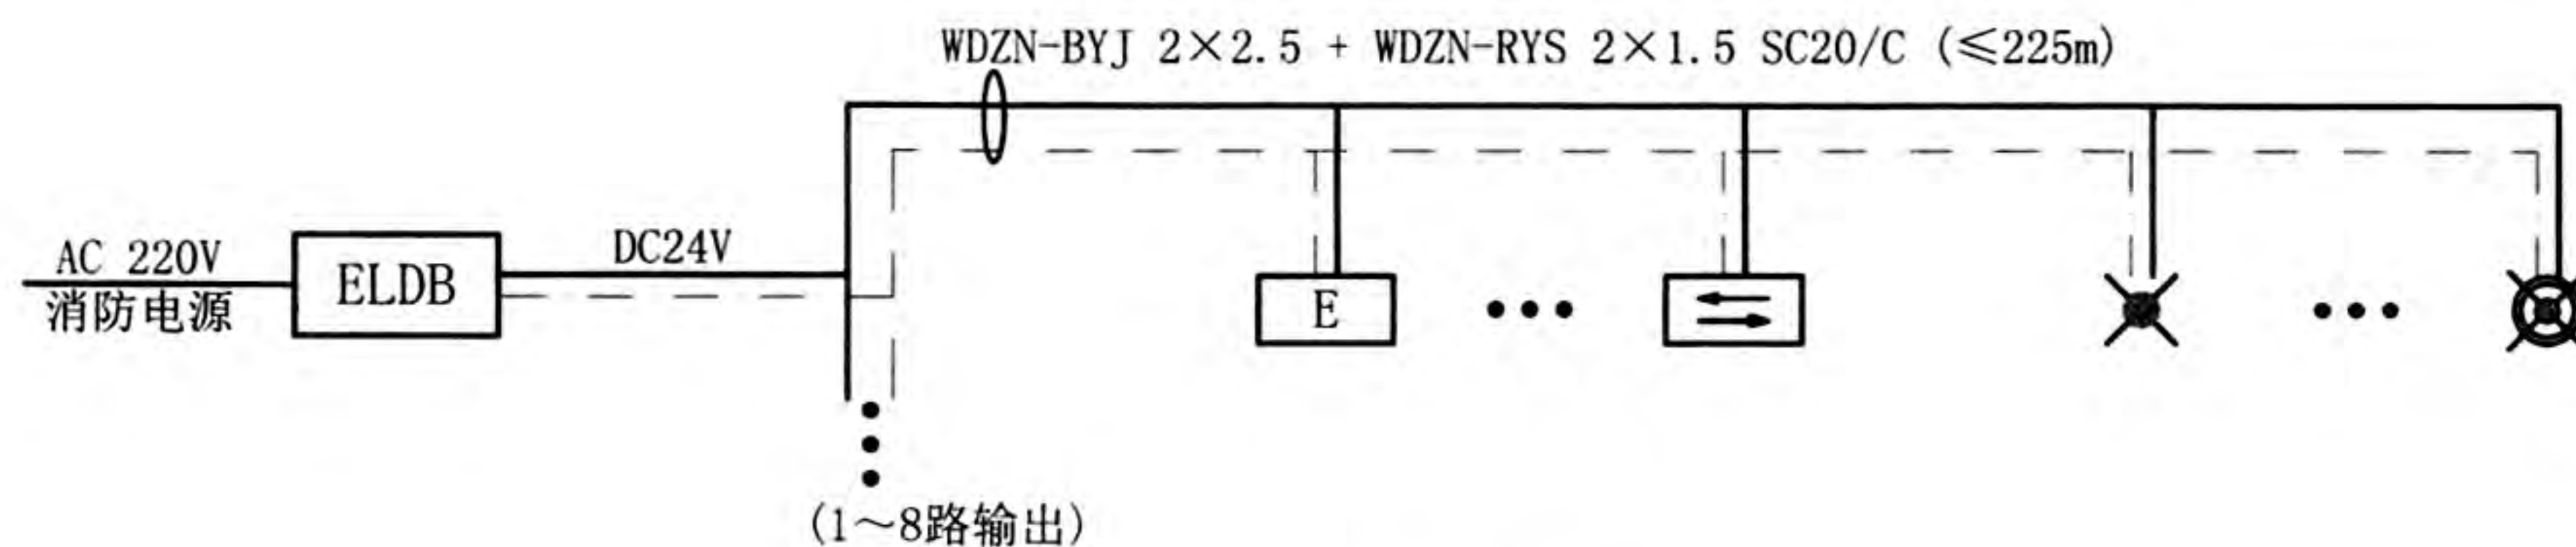 WDZN-BYJ 2×2.5 + WDZN-RYS 2×1.5 SC20/C (≤225m)
AC 220V
消防电源
ELDB
DC24V
E
(1～8路输出)